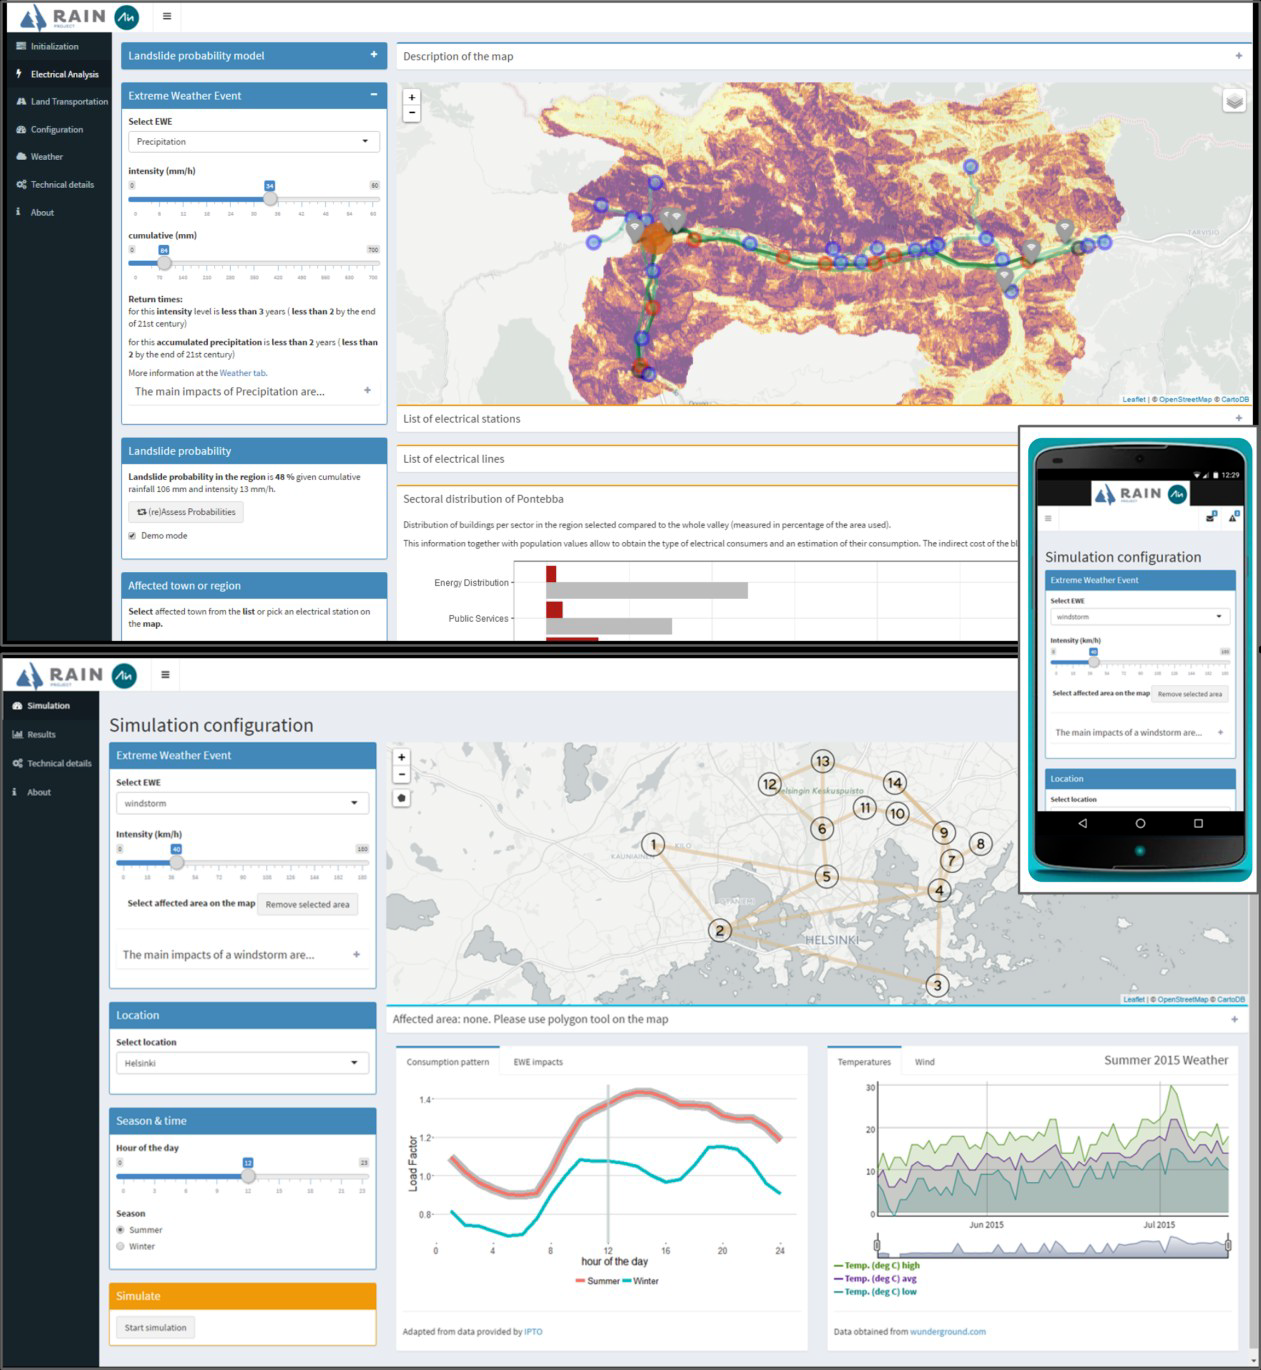 RAIN
PROJECT
Initialization
Electrical Analysis
Land Transportation
Configuration
Weather
Technical details
About
Landslide probability model
Extreme Weather Event
Select EWE
Precipitation
intensity (mm/h)
0 34 60
cumulative (mm)
0 84 700
Return times:
for this intensity level is less than 3 years ( less than 2 by the end
of 21st century)
for this accumulated precipitation is less than 2 years ( less than
2 by the end of 21st century)
More information at the Weather tab.
The main impacts of Precipitation are...
Landslide probability
Landslide probability in the region is 48 % given cumulative
rainfall 106 mm and intensity 13 mm/h.
(re)Assess Probabilities
Demo mode
Affected town or region
Select affected town from the list or pick an electrical station on
the map.
Description of the map
+
−
TARVISIO
Leaflet | © OpenStreetMap © CartoDB
List of electrical stations
List of electrical lines
Sectoral distribution of Pontebba
Distribution of buildings per sector in the region selected compared to the whole valley (measured in percentage of the area used).
This information together with population values allow to obtain the type of electrical consumers and an estimation of their consumption. The indirect cost of the bl
Energy Distribution
Public Services
12:29
RAIN
Simulation configuration
Extreme Weather Event
Select EWE
windstorm
Intensity (km/h)
Select affected area on the map Remove selected area
The main impacts of a windstorm are...
Location
Select location
RAIN
PROJECT
Simulation
Results
Technical details
About
Simulation configuration
Extreme Weather Event
Select EWE
windstorm
Intensity (km/h)
0 40 180
Select affected area on the map Remove selected area
The main impacts of a windstorm are...
Location
Select location
Helsinki
Season & time
Hour of the day
0 12 23
Season
Summer
Winter
Simulate
Start simulation
+
−
13
12
14
Helsingin Keskuspuisto
11
10
6
9
1
8
KAUNIAINEN
KILO
7
5
4
2
HELSINKI
3
Leaflet | © OpenStreetMap © CartoDB
Affected area: none. Please use polygon tool on the map
Consumption pattern EWE impacts
1.4
1.2
1.0
0.8
Load Factor
0 4 8 12 16 20 24
hour of the day
Summer Winter
Adapted from data provided by IPTO
Temperatures Wind Summer 2015 Weather
30
20
10
0
Jun 2015 Jul 2015
Temp. (deg C) high
Temp. (deg C) avg
Temp. (deg C) low
Data obtained from wunderground.com